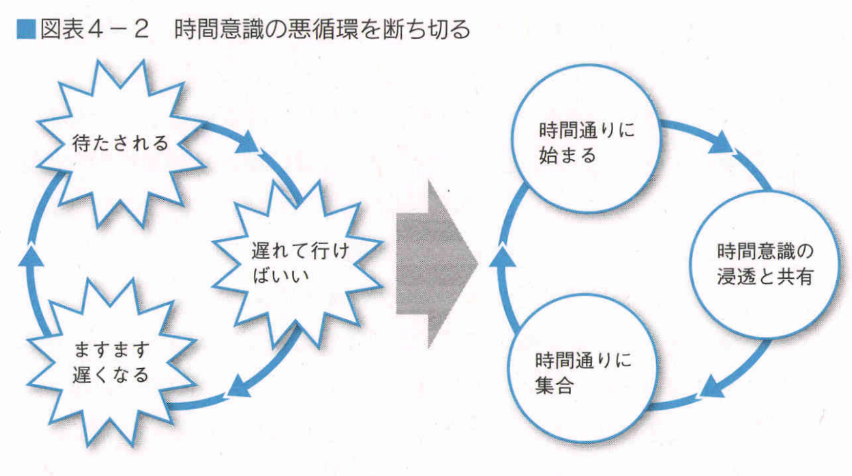 ■図表4－2　時間意識の悪循環を断ち切る
待たされる
遅れて行け
ばいい
ますます
遅くなる
時間通りに
始まる
時間意識の
浸透と共有
時間通りに
集合